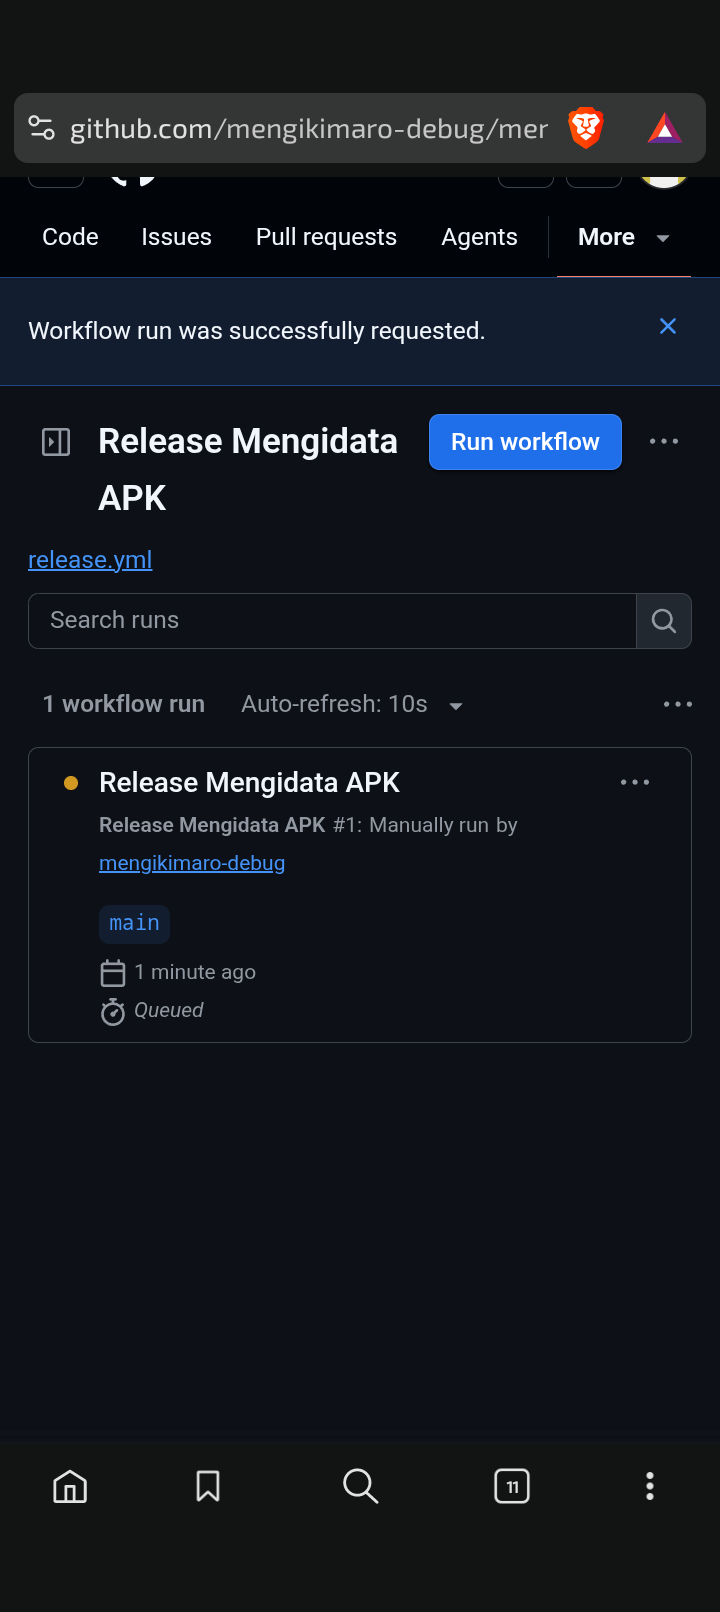 github.com/mengikimaro-debug/mer
Code Issues Pull requests Agents More
Workflow run was successfully requested.
Release Mengidata
APK
Run workflow
release.yml
Search runs
1 workflow run Auto-refresh: 10s
Release Mengidata APK
Release Mengidata APK #1: Manually run by
mengikimaro-debug
main
1 minute ago
Queued
11